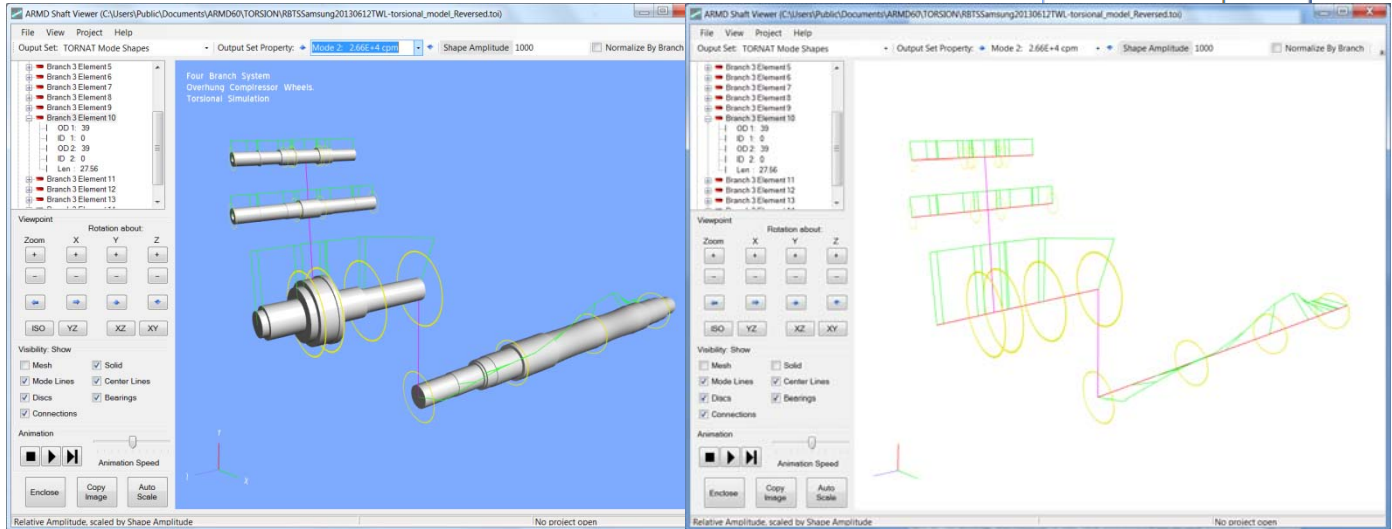 ARMD Shaft Viewer (C:\Users\Public\Documents\ARMD60\TORSION\RBTSSamsung20130612TWL-torsional_model_Reversed.toi)
File View Project Help
Ouput Set: TORNAT Mode Shapes Output Set Property: Mode 2: 2.66E+4 cpm Shape Amplitude 1000 Normalize By Branch
Branch 3 Element 5
Branch 3 Element 6
Branch 3 Element 7
Branch 3 Element 8
Branch 3 Element 9
Branch 3 Element 10
OD 1: 39
ID 1: 0
OD 2: 39
ID 2: 0
Len : 27.56
Branch 3 Element 11
Branch 3 Element 12
Branch 3 Element 13
Four Branch System
Overhung Compiressor Wheels.
Torsional Simulation
Viewpoint
Rotation about:
Zoom X Y Z
+ + + +
- - - -
ISO YZ XZ XY
Visibility: Show
Mesh Solid
Mode Lines Center Lines
Discs Bearings
Connections
Animation
Animation Speed
Enclose Copy Image Auto Scale
Relative Amplitude, scaled by Shape Amplitude No project open
ARMD Shaft Viewer (C:\Users\Public\Documents\ARMD60\TORSION\RBTSSamsung20130612TWL-torsional_model_Reversed.toi)
File View Project Help
Ouput Set: TORNAT Mode Shapes Output Set Property: Mode 2: 2.66E+4 cpm Shape Amplitude 1000 Normalize By Branch
Branch 3 Element 5
Branch 3 Element 6
Branch 3 Element 7
Branch 3 Element 8
Branch 3 Element 9
Branch 3 Element 10
OD 1: 39
ID 1: 0
OD 2: 39
ID 2: 0
Len : 27.56
Branch 3 Element 11
Branch 3 Element 12
Branch 3 Element 13
Viewpoint
Rotation about:
Zoom X Y Z
+ + + +
- - - -
ISO YZ XZ XY
Visibility: Show
Mesh Solid
Mode Lines Center Lines
Discs Bearings
Connections
Animation
Animation Speed
Enclose Copy Image Auto Scale
Relative Amplitude, scaled by Shape Amplitude No project open